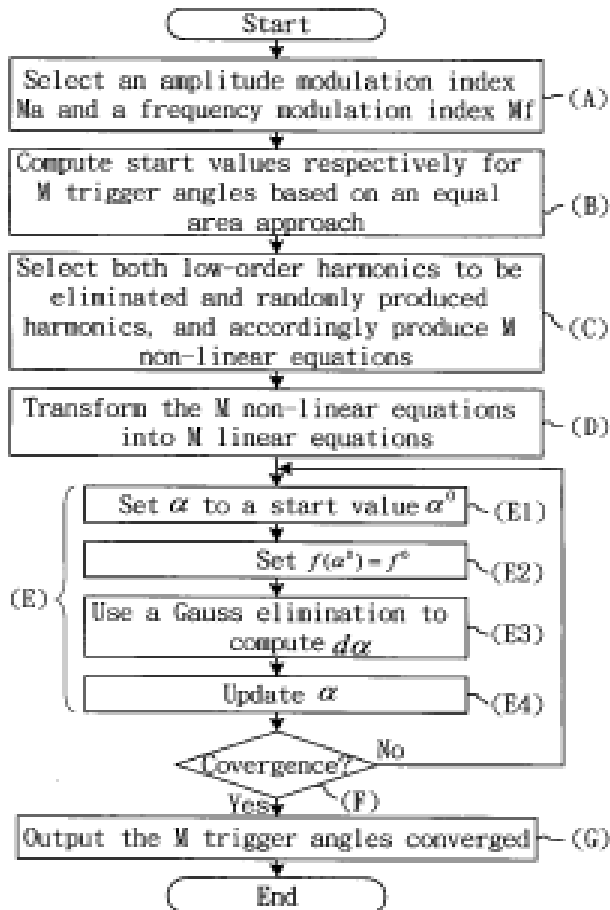 Start
Select an amplitude modulation index
Ma and a frequency modulation index Mf
(A)
Compute start values respectively for
M trigger angles based on an equal
area approach
(B)
Select both low-order harmonics to be
eliminated and randomly produced
harmonics, and accordingly produce M
non-linear equations
(C)
Transform the M non-linear equations
into M linear equations
(D)
(E)
Set α to a start value α⁰
(E1)
Set f(α⁰) = f⁰
(E2)
Use a Gauss elimination to
compute dα
(E3)
Update α
(E4)
Covergence?
No
(F)
Yes
Output the M trigger angles converged
(G)
End